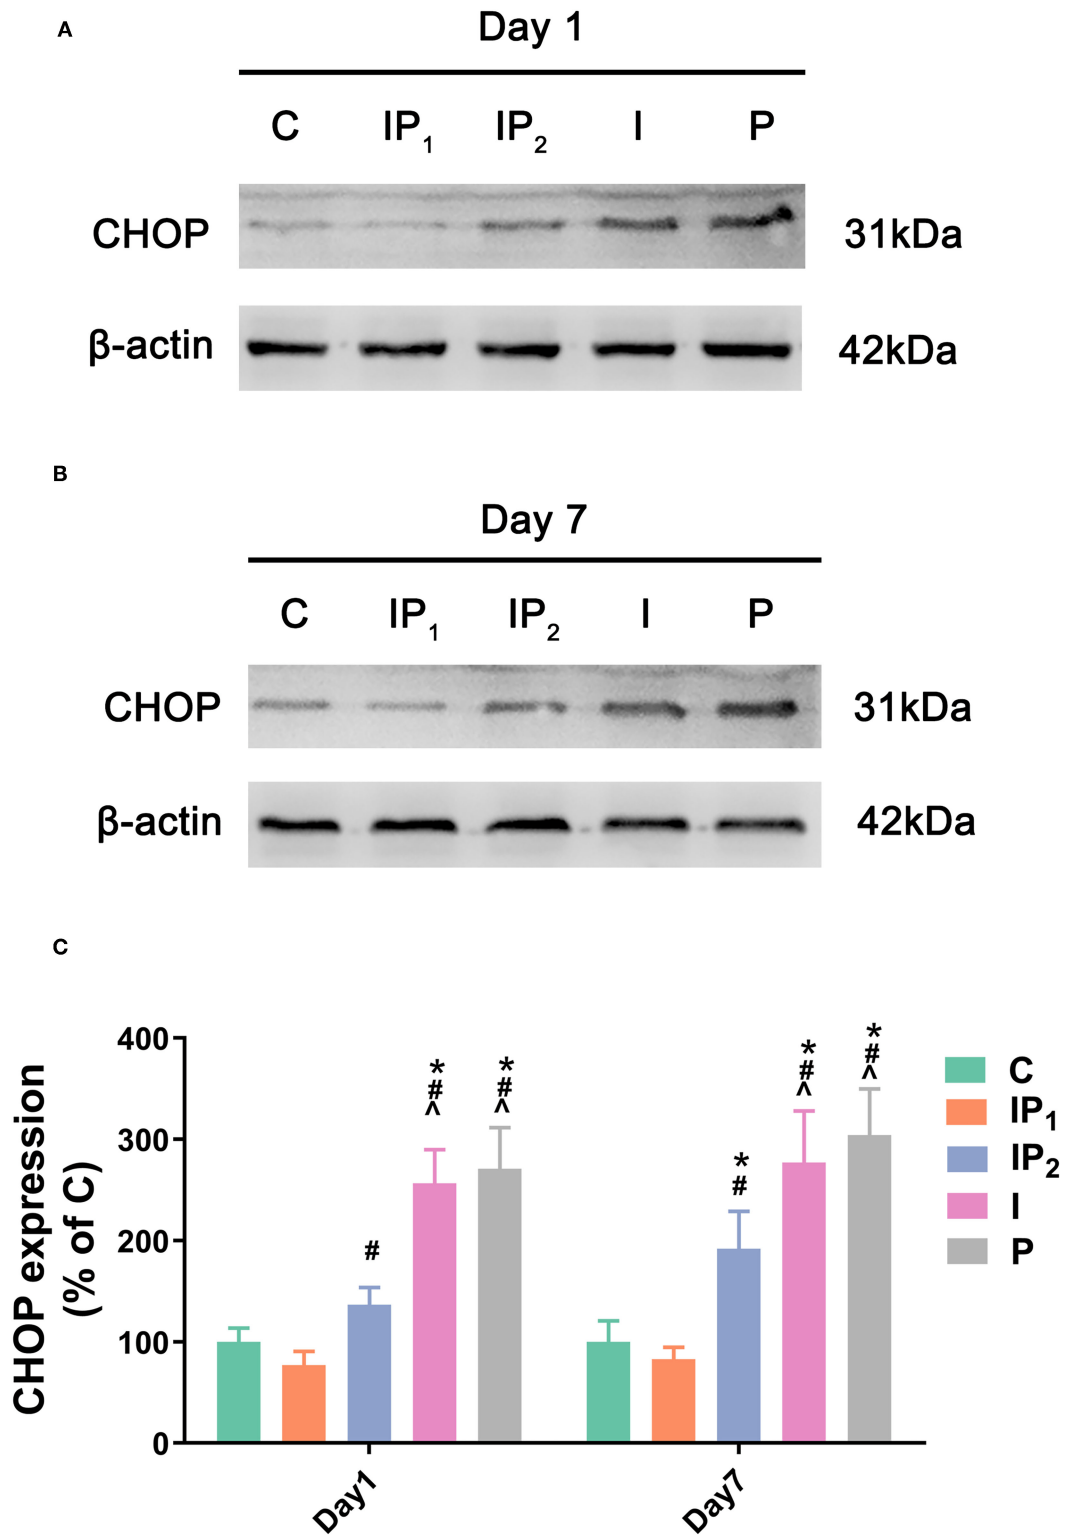 A
Day 1
C IP1 IP2 I P
CHOP 31kDa
β-actin 42kDa
B
Day 7
C IP1 IP2 I P
CHOP 31kDa
β-actin 42kDa
C
CHOP expression
(% of C)
400
300
200
100
0
#
*
#
^
*
#
^
*
#
*
#
^
*
#
^
Day1
Day7
C
IP1
IP2
I
P